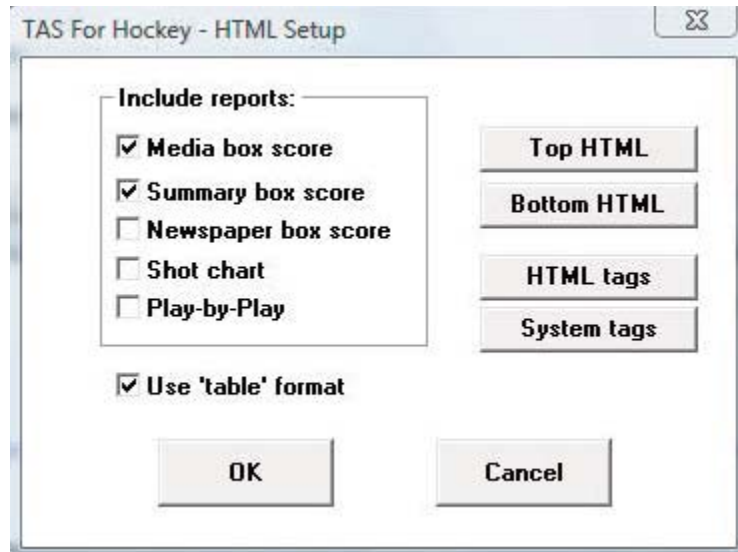 TAS For Hockey - HTML Setup
Include reports:
Media box score
Summary box score
Newspaper box score
Shot chart
Play-by-Play
Use 'table' format
Top HTML
Bottom HTML
HTML tags
System tags
OK
Cancel